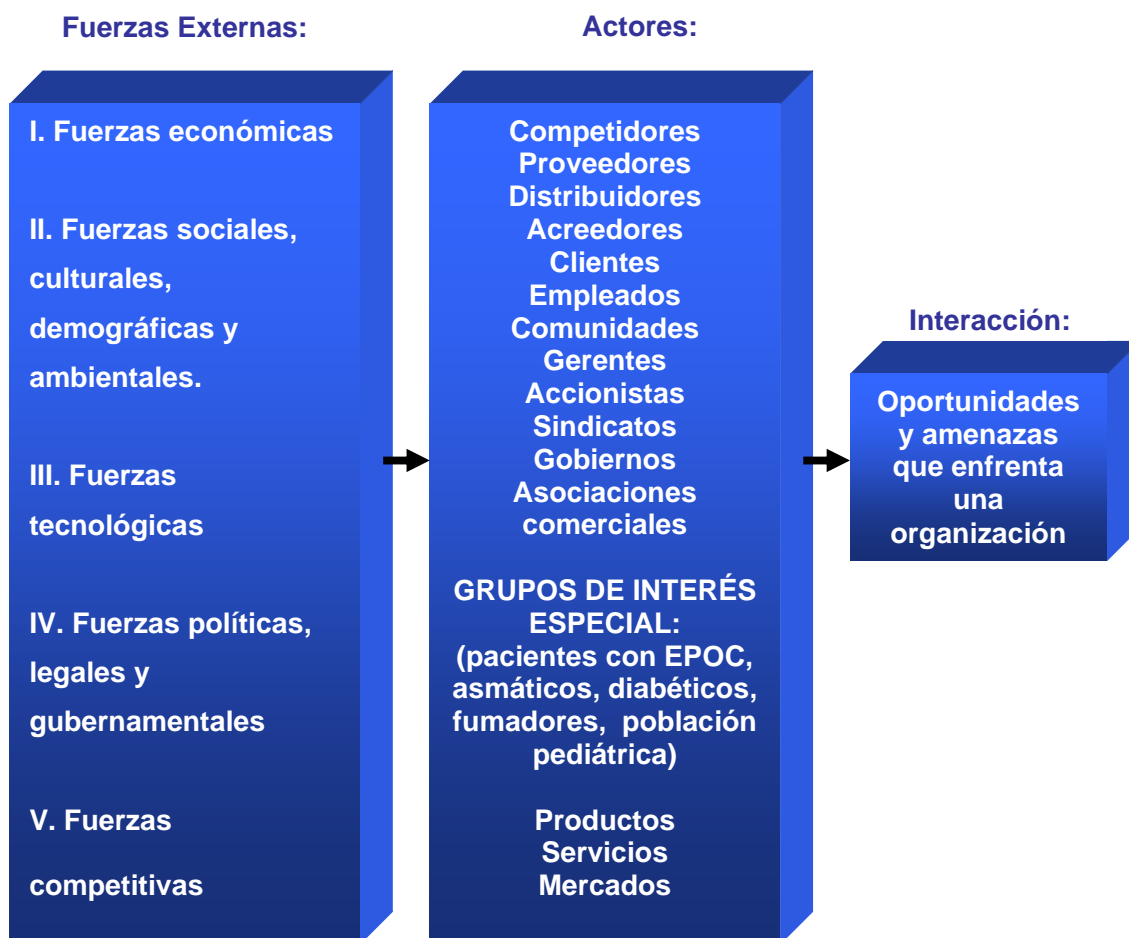 Fuerzas Externas:
I. Fuerzas económicas
II. Fuerzas sociales,
culturales,
demográficas y
ambientales.
III. Fuerzas
tecnológicas
IV. Fuerzas políticas,
legales y
gubernamentales
V. Fuerzas
competitivas
Actores:
Competidores
Proveedores
Distribuidores
Acreedores
Clientes
Empleados
Comunidades
Gerentes
Accionistas
Sindicatos
Gobiernos
Asociaciones
comerciales
GRUPOS DE INTERÉS
ESPECIAL:
(pacientes con EPOC,
asmáticos, diabéticos,
fumadores, población
pediátrica)
Productos
Servicios
Mercados
Interacción:
Oportunidades
y amenazas
que enfrenta
una
organización